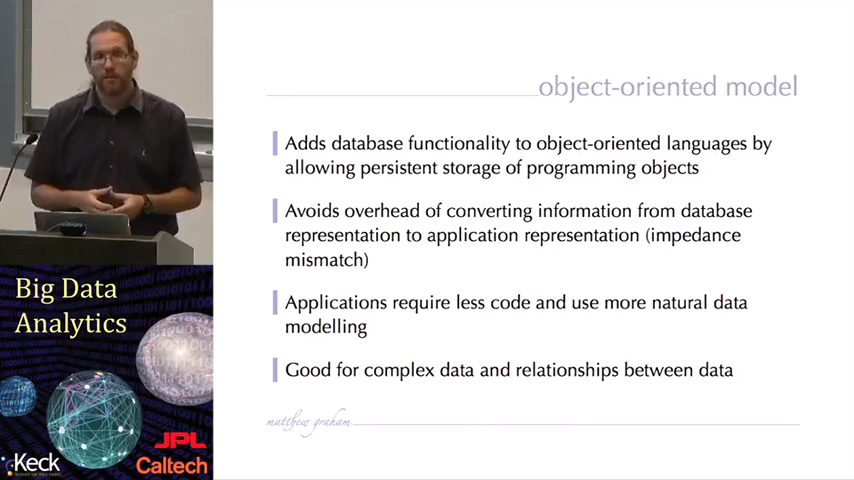 object-oriented model
Adds database functionality to object-oriented languages by
allowing persistent storage of programming objects
Avoids overhead of converting information from database
representation to application representation (impedance
mismatch)
Applications require less code and use more natural data
modelling
Good for complex data and relationships between data
matthew graham
Big Data
Analytics
JPL
Keck
Caltech